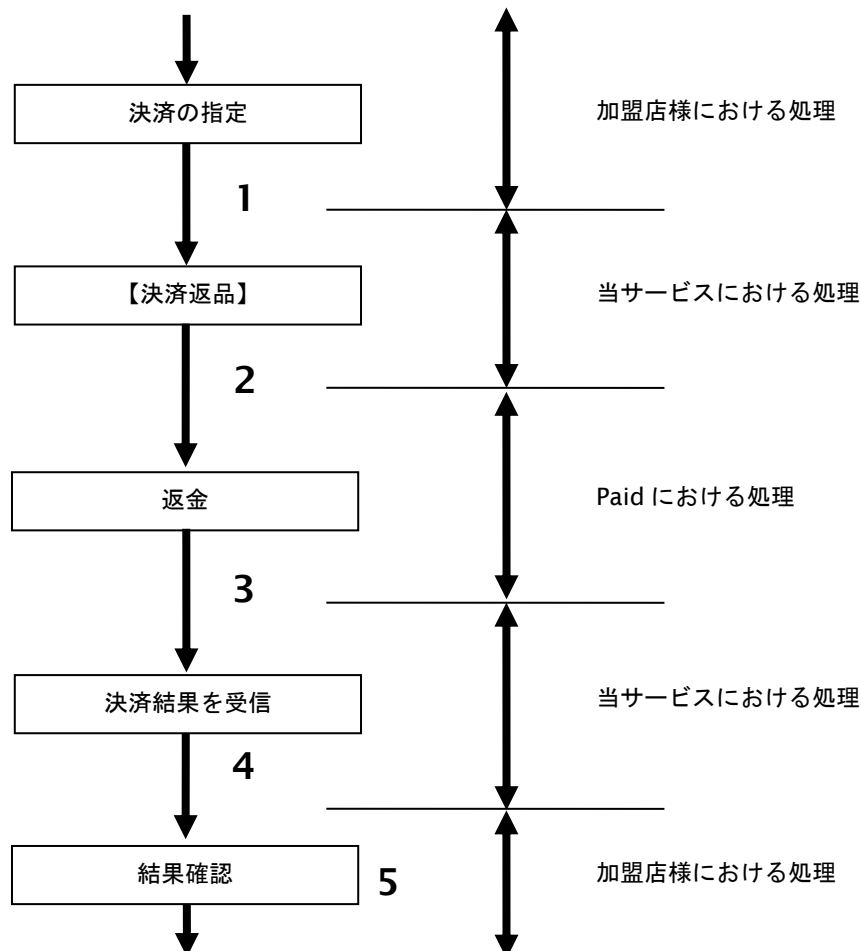 決済の指定
加盟店様における処理
1
【決済返品】
当サービスにおける処理
2
返金
Paid における処理
3
決済結果を受信
当サービスにおける処理
4
結果確認
5
加盟店様における処理